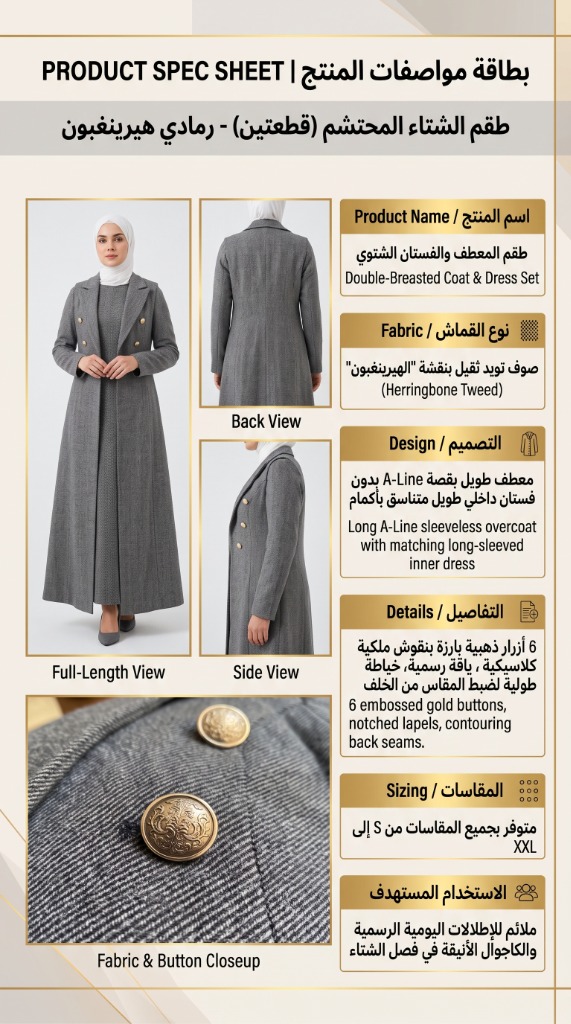 بطاقة مواصفات المنتج | PRODUCT SPEC SHEET
طقم الشتاء المحتشم (قطعتين) - رمادي هيرينغبون
اسم المنتج / Product Name
طقم المعطف والفستان الشتوي
Double-Breasted Coat & Dress Set
نوع القماش / Fabric
صوف تويد ثقيل بنقشة "الهيرينغبون"
(Herringbone Tweed)
التصميم / Design
معطف طويل بقصة A-Line بدون
فستان داخلي طويل متناسق بأكمام
Long A-Line sleeveless overcoat
with matching long-sleeved
inner dress
التفاصيل / Details
6 أزرار ذهبية بارزة بنقوش ملكية
كلاسيكية ، ياقة رسمية، خياطة
طولية لضبط المقاس من الخلف
6 embossed gold buttons,
notched lapels, contouring
back seams.
المقاسات / Sizing
متوفر بجميع المقاسات من S إلى
XXL
الاستخدام المستهدف
ملائم للإطلالات اليومية الرسمية
والكاجوال الأنيقة في فصل الشتاء
Back View
Full-Length View
Side View
Fabric & Button Closeup